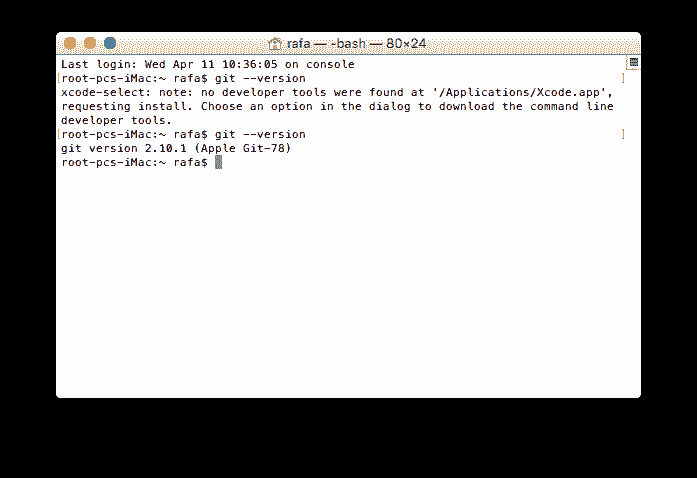 rafa — -bash — 80×24
Last login: Wed Apr 11 10:36:05 on console
[root-pcs-iMac:~ rafa$ git --version ]
xcode-select: note: no developer tools were found at '/Applications/Xcode.app',
requesting install. Choose an option in the dialog to download the command line
developer tools.
[root-pcs-iMac:~ rafa$ git --version ]
git version 2.10.1 (Apple Git-78)
root-pcs-iMac:~ rafa$